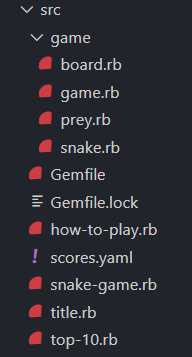 src
game
board.rb
game.rb
prey.rb
snake.rb
Gemfile
Gemfile.lock
how-to-play.rb
scores.yaml
snake-game.rb
title.rb
top-10.rb